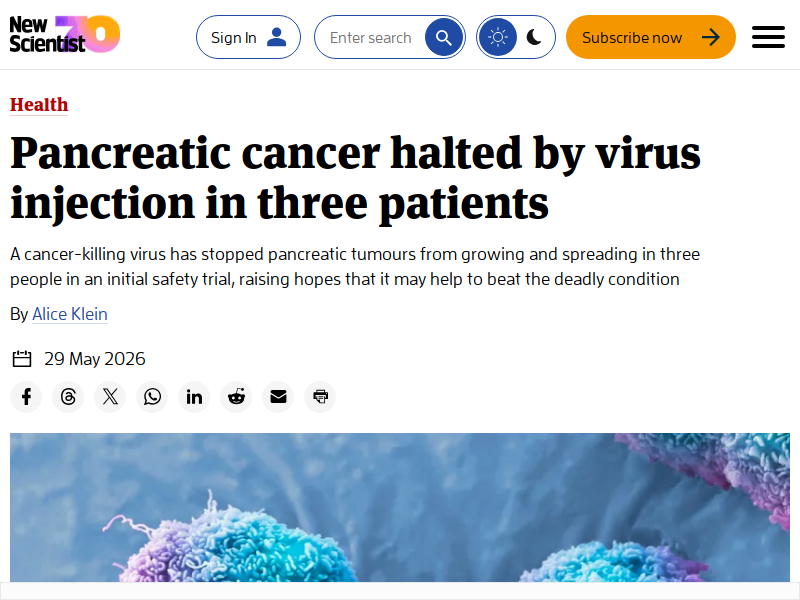 New
Scientist 70
Sign In
Enter search
Subscribe now
Health
Pancreatic cancer halted by virus
injection in three patients
A cancer-killing virus has stopped pancreatic tumours from growing and spreading in three
people in an initial safety trial, raising hopes that it may help to beat the deadly condition
By Alice Klein
29 May 2026